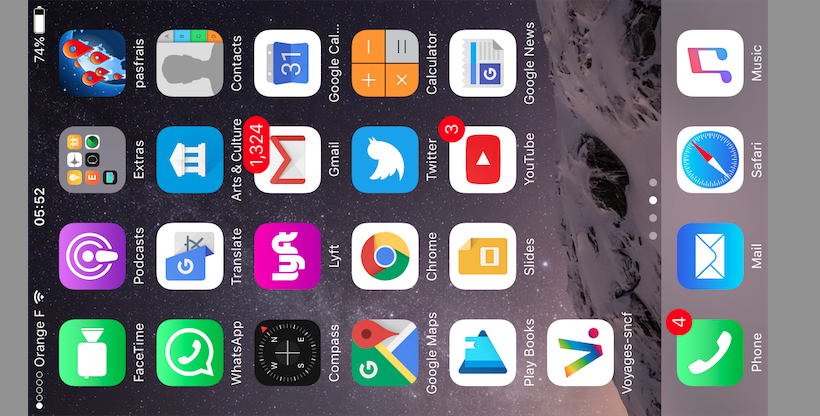 Orange F 05:52 74%
FaceTime Podcasts Extras pasfrais
WhatsApp Translate Arts & Culture Contacts
1,324
N
W E
S
lyft
31
Compass Lyft Gmail Google Cal...
G
Google Maps Chrome Twitter Calculator
3
G
Play Books Slides YouTube Google News
Voyages-sncf
4
Phone Mail Safari Music